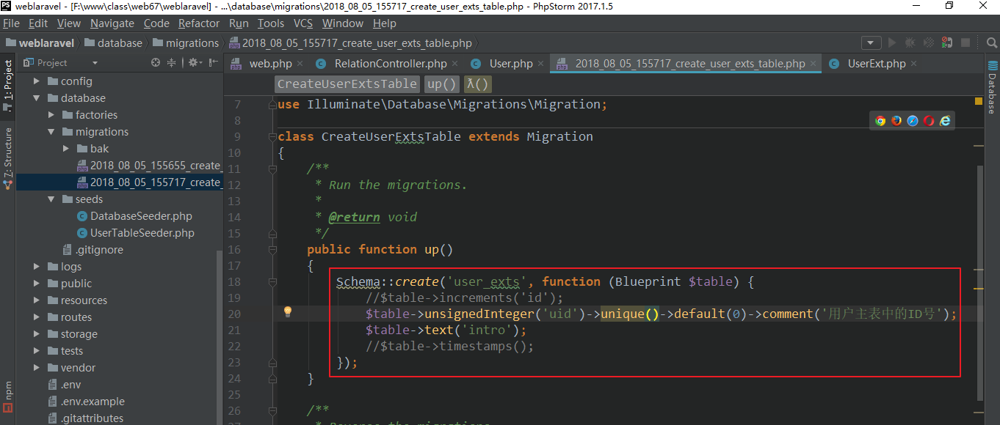 weblaravel - [F:\www\class\web67\weblaravel] - ...\database\migrations\2018_08_05_155717_create_user_exts_table.php - PhpStorm 2017.1.5
File Edit View Navigate Code Refactor Run Tools VCS Window Help
weblaravel database migrations 2018_08_05_155717_create_user_exts_table.php
Project
web.php RelationController.php User.php 2018_08_05_155717_create_user_exts_table.php UserExt.php
1: Project
Z: Structure
npm
Database
config
database
factories
migrations
bak
2018_08_05_155655_create_
2018_08_05_155717_create_
seeds
DatabaseSeeder.php
UserTableSeeder.php
.gitignore
logs
public
resources
routes
storage
tests
vendor
.env
.env.example
.gitattributes
CreateUserExtsTable up() λ()
7 use Illuminate\Database\Migrations\Migration;
8
9 class CreateUserExtsTable extends Migration
10 {
11 /**
12 * Run the migrations.
13 *
14 * @return void
15 */
16 public function up()
17 {
18 Schema::create('user_exts', function (Blueprint $table) {
19 //$table->increments('id');
20 $table->unsignedInteger('uid')->unique()->default(0)->comment('用户主表中的ID号');
21 $table->text('intro');
22 //$table->timestamps();
23 });
24 }
25
26 /**